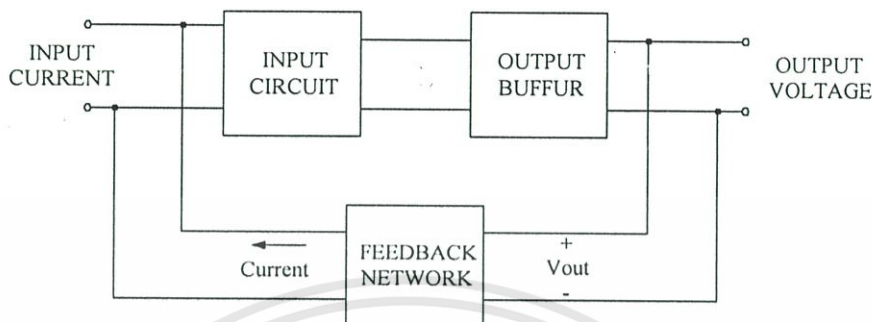 INPUT
CURRENT
INPUT
CIRCUIT
OUTPUT
BUFFUR
OUTPUT
VOLTAGE
Current
FEEDBACK
NETWORK
+
Vout
-